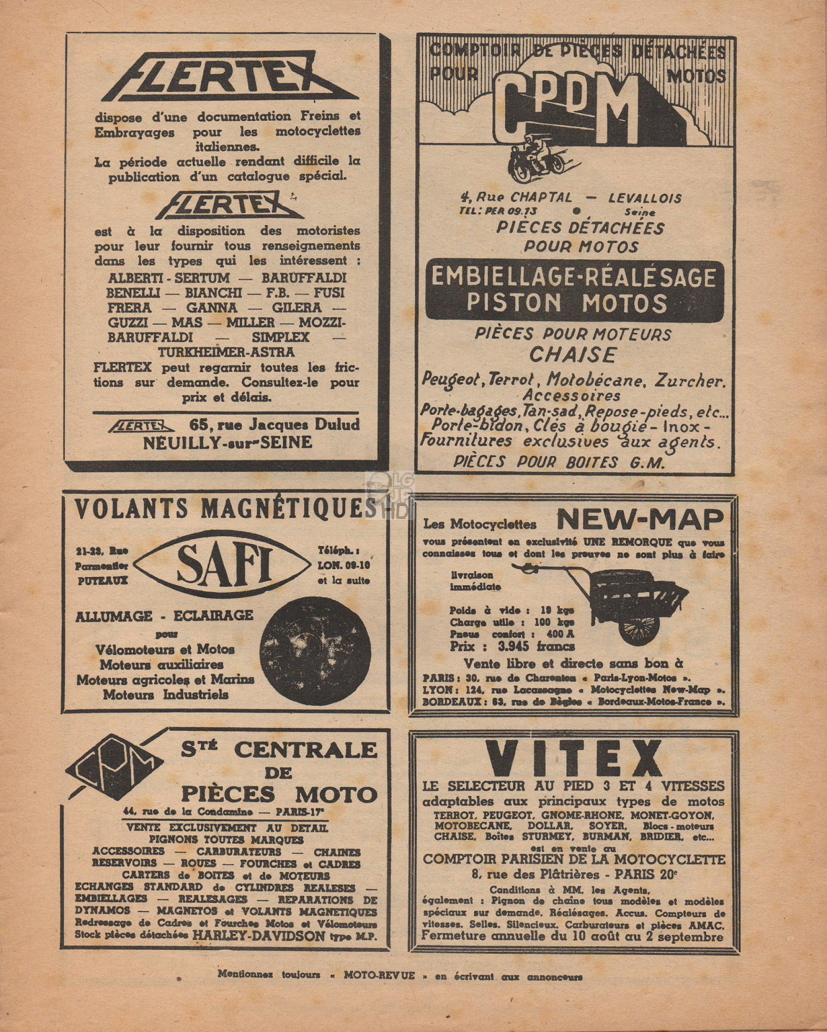 FLERTEX
dispose d'une documentation Freins et
Embrayages pour les motocyclettes
italiennes.
La période actuelle rendant difficile la
publication d'un catalogue spécial.
FLERTEX
est à la disposition des motoristes
pour leur fournir tous renseignements
dans les types qui les intéressent :
ALBERTI - SERTUM — BARUFFALDI
BENELLI — BIANCHI — F.B. — FUSI
FRERA — GANNA — GILERA —
GUZZI — MAS — MILLER — MOZZI-
BARUFFALDI — SIMPLEX —
TURKHEIMER-ASTRA
FLERTEX peut regarnir toutes les fric-
tions sur demande. Consultez-le pour
prix et délais.
FLERTEX 65, rue Jacques Dulud
NEUILLY-sur-SEINE
COMPTOIR DE PIÈCES DÉTACHÉES
POUR MOTOS
CPDM
4, Rue CHAPTAL — LEVALLOIS
TEL: PER 09.73 • Seine
PIÈCES DÉTACHÉES
POUR MOTOS
EMBIELLAGE-RÉALÉSAGE
PISTON MOTOS
PIÈCES POUR MOTEURS
CHAISE
Peugeot, Terrot, Motobécane, Zurcher.
Accessoires
Porte-bagages, Tan-sad, Repose-pieds, etc...
Porte-bidon, Clés à bougie - Inox -
Fournitures exclusives aux agents.
PIÈCES POUR BOITES G.M.
VOLANTS MAGNÉTIQUES
21-23, Rue
Parmentier
PUTEAUX
SAFI
Téléph. :
LON. 09-10
et la suite
ALLUMAGE - ECLAIRAGE
pour
Vélomoteurs et Motos
Moteurs auxiliaires
Moteurs agricoles et Marins
Moteurs Industriels
Les Motocyclettes NEW-MAP
vous présentent en exclusivité UNE REMORQUE que vous
connaissez tous et dont les preuves ne sont plus à faire
livraison
immédiate
Poids à vide : 19 kgs
Charge utile : 100 kgs
Pneus confort : 400 A
Prix : 3.945 francs
Vente libre et directe sans bon à
PARIS : 30, rue de Charenton « Paris-Lyon-Motos ».
LYON : 124, rue Lacassagne « Motocyclettes New-Map ».
BORDEAUX : 63, rue de Bègles « Bordeaux-Motos-France ».
CPM
STÉ CENTRALE
DE
PIÈCES MOTO
44, rue de la Condamine — PARIS-17e
VENTE EXCLUSIVEMENT AU DETAIL
PIGNONS TOUTES MARQUES
ACCESSOIRES — CARBURATEURS — CHAINES
RESERVOIRS — ROUES — FOURCHES et CADRES
CARTERS de BOITES et de MOTEURS
ECHANGES STANDARD de CYLINDRES REALESES —
EMBIELLAGES — REALESAGES — REPARATIONS DE
DYNAMOS — MAGNETOS et VOLANTS MAGNETIQUES
Redressage de Cadres et Fourches Motos et Vélomoteurs
Stock pièces détachées HARLEY-DAVIDSON type M.P.
VITEX
LE SELECTEUR AU PIED 3 ET 4 VITESSES
adaptables aux principaux types de motos
TERROT, PEUGEOT, GNOME-RHONE, MONET-GOYON,
MOTOBECANE, DOLLAR, SOYER, Blocs-moteurs
CHAISE, Boîtes STURMEY, BURMAN, BRIDIER, etc...
est en vente au
COMPTOIR PARISIEN DE LA MOTOCYCLETTE
8, rue des Plâtrières - PARIS 20e
Conditions à MM. les Agents,
également : Pignon de chaîne tous modèles et modèles
spéciaux sur demande. Réalésages. Accus. Compteurs de
vitesses. Selles. Silencieux. Carburateurs et pièces AMAC.
Fermeture annuelle du 10 août au 2 septembre
Mentionnez toujours « MOTO-REVUE » en écrivant aux annonceurs